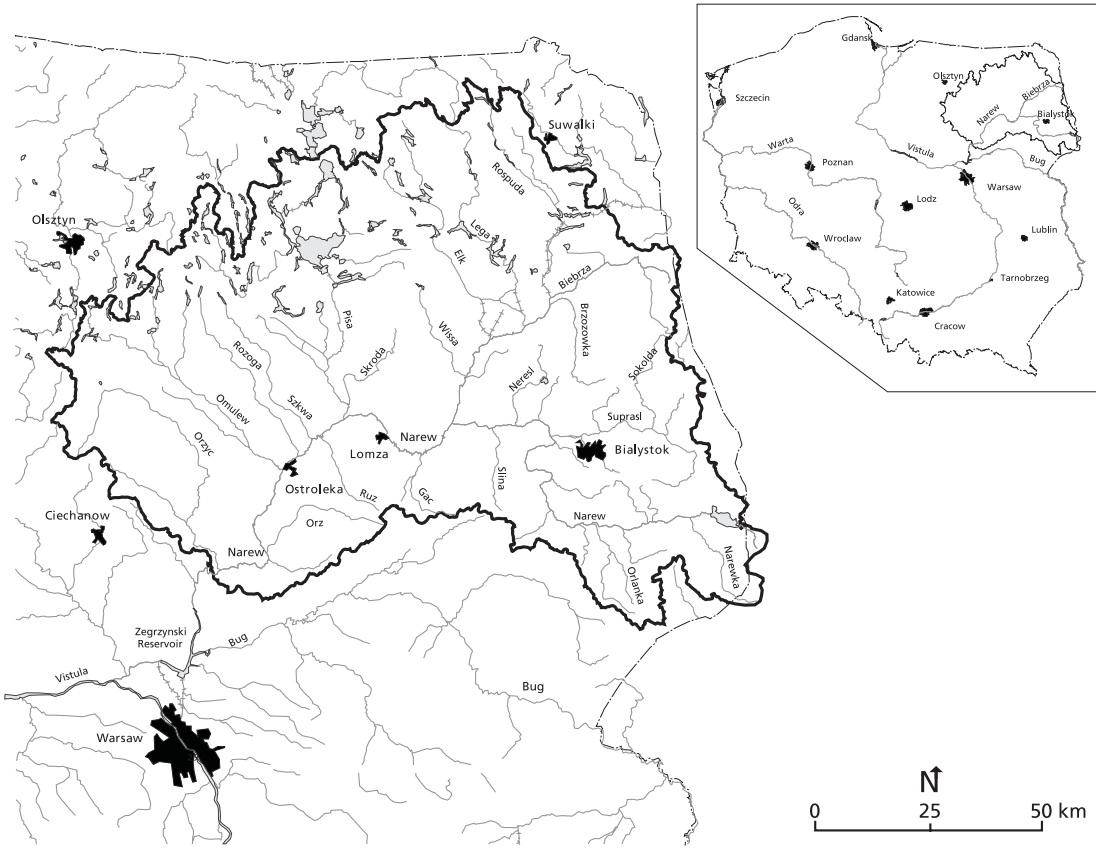 Gdansk
Olsztyn
Szczecin
Biebrza
Narew
Bialystok
Warta
Vistula
Bug
Poznan
Warsaw
Lodz
Odra
Wroclaw
Lublin
Tarnobrzeg
Katowice
Cracow
Suwalki
Rospuda
Olsztyn
Lega
Elk
Biebrza
Pisa
Brzozowka
Wissa
Rozoga
Skroda
Sokolda
Neresl
Szkwa
Omulew
Suprasl
Orzyc
Narew
Lomza
Bialystok
Slina
Ostroleka
Ruz
Gac
Ciechanow
Orz
Narew
Narew
Narewka
Orlanka
Zegrzynski
Reservoir
Bug
Vistula
Bug
Warsaw
N
0 25 50 km